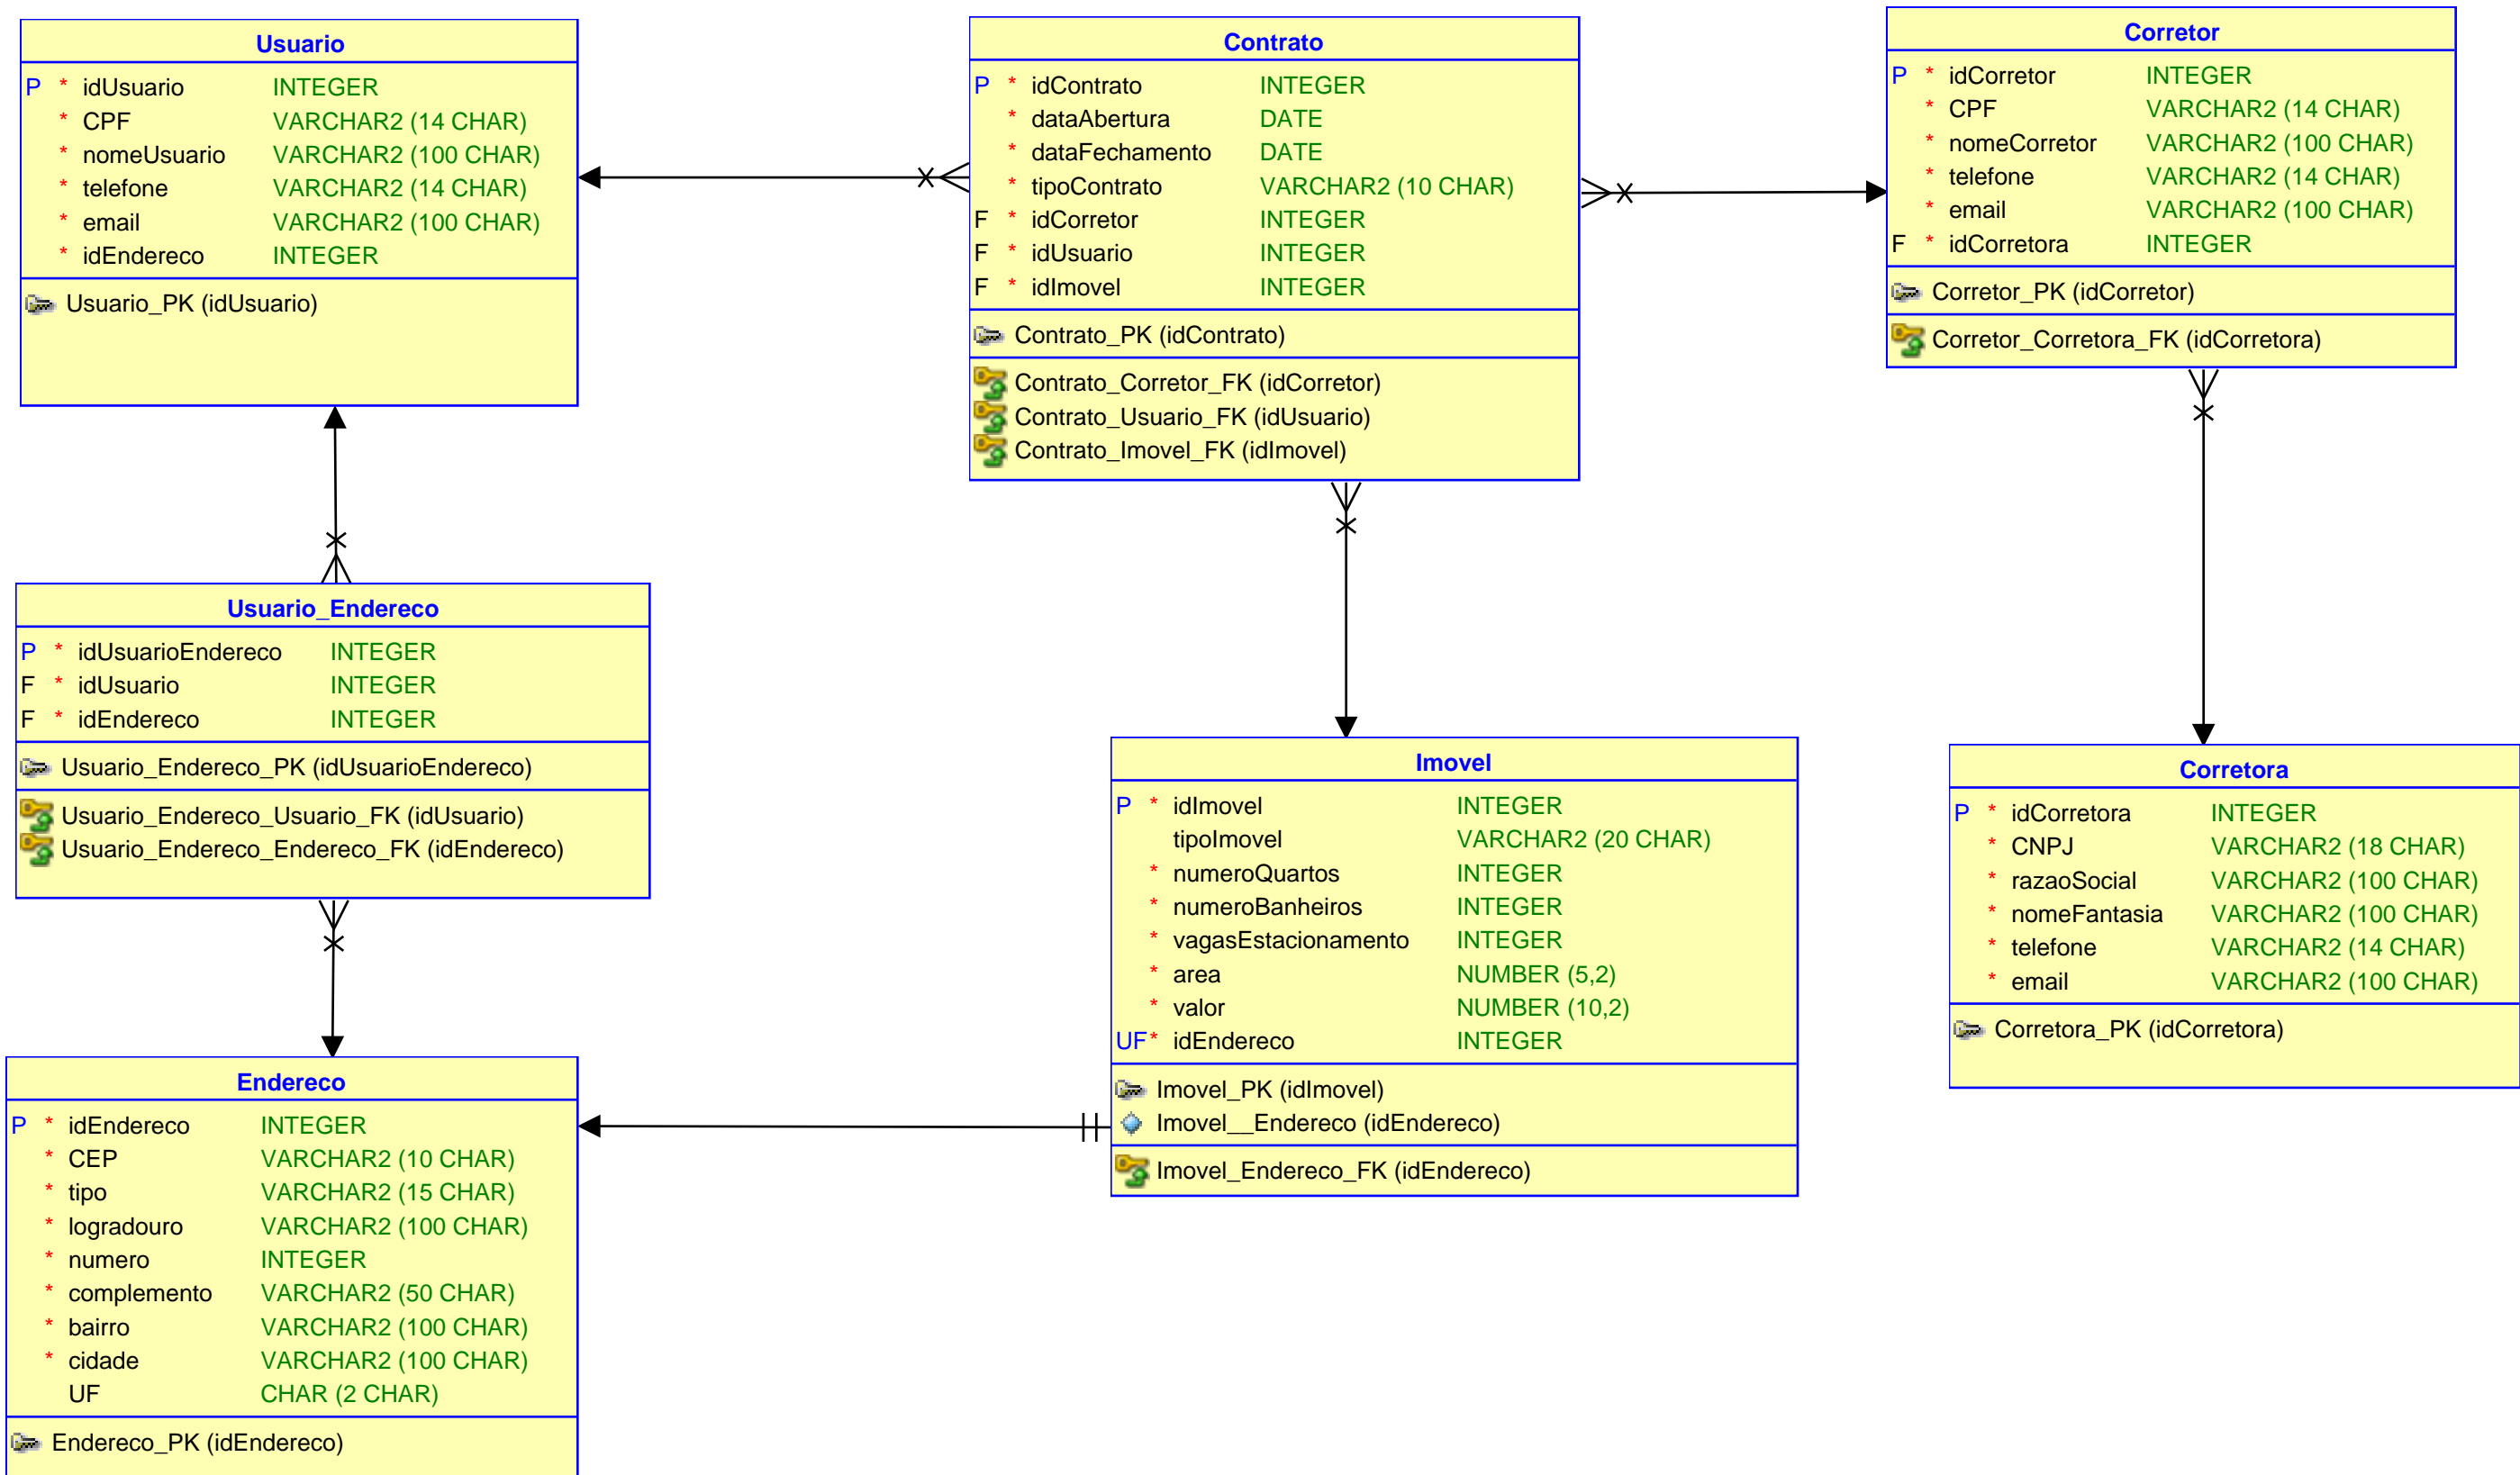 Usuario
P * idUsuario INTEGER
* CPF VARCHAR2 (14 CHAR)
* nomeUsuario VARCHAR2 (100 CHAR)
* telefone VARCHAR2 (14 CHAR)
* email VARCHAR2 (100 CHAR)
* idEndereco INTEGER
Usuario_PK (idUsuario)
Contrato
P * idContrato INTEGER
* dataAbertura DATE
* dataFechamento DATE
* tipoContrato VARCHAR2 (10 CHAR)
F * idCorretor INTEGER
F * idUsuario INTEGER
F * idImovel INTEGER
Contrato_PK (idContrato)
Contrato_Corretor_FK (idCorretor)
Contrato_Usuario_FK (idUsuario)
Contrato_Imovel_FK (idImovel)
Corretor
P * idCorretor INTEGER
* CPF VARCHAR2 (14 CHAR)
* nomeCorretor VARCHAR2 (100 CHAR)
* telefone VARCHAR2 (14 CHAR)
* email VARCHAR2 (100 CHAR)
F * idCorretora INTEGER
Corretor_PK (idCorretor)
Corretor_Corretora_FK (idCorretora)
Usuario_Endereco
P * idUsuarioEndereco INTEGER
F * idUsuario INTEGER
F * idEndereco INTEGER
Usuario_Endereco_PK (idUsuarioEndereco)
Usuario_Endereco_Usuario_FK (idUsuario)
Usuario_Endereco_Endereco_FK (idEndereco)
Imovel
P * idImovel INTEGER
tipoImovel VARCHAR2 (20 CHAR)
* numeroQuartos INTEGER
* numeroBanheiros INTEGER
* vagasEstacionamento INTEGER
* area NUMBER (5,2)
* valor NUMBER (10,2)
UF* idEndereco INTEGER
Imovel_PK (idImovel)
Imovel__Endereco (idEndereco)
Imovel_Endereco_FK (idEndereco)
Corretora
P * idCorretora INTEGER
* CNPJ VARCHAR2 (18 CHAR)
* razaoSocial VARCHAR2 (100 CHAR)
* nomeFantasia VARCHAR2 (100 CHAR)
* telefone VARCHAR2 (14 CHAR)
* email VARCHAR2 (100 CHAR)
Corretora_PK (idCorretora)
Endereco
P * idEndereco INTEGER
* CEP VARCHAR2 (10 CHAR)
* tipo VARCHAR2 (15 CHAR)
* logradouro VARCHAR2 (100 CHAR)
* numero INTEGER
* complemento VARCHAR2 (50 CHAR)
* bairro VARCHAR2 (100 CHAR)
* cidade VARCHAR2 (100 CHAR)
UF CHAR (2 CHAR)
Endereco_PK (idEndereco)